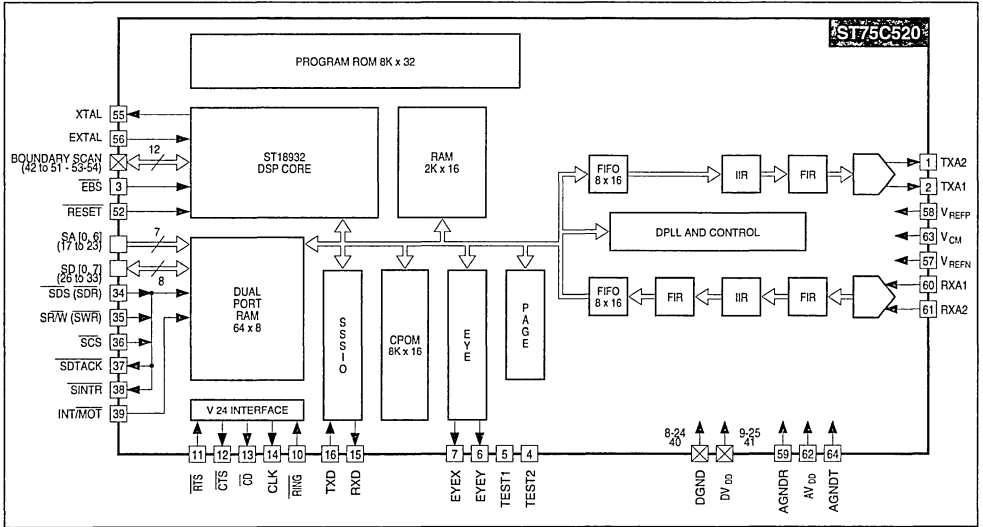 ST75C520
PROGRAM ROM 8K x 32
XTAL 55
EXTAL 56
BOUNDARY SCAN
(42 to 51 - 53-54)
12
EBS 3
RESET 52
ST18932
DSP CORE
RAM
2K x 16
SA [0, 6]
(17 to 23)
7
SD [0, 7]
(26 to 33)
8
SDS (SDR) 34
SR/W (SWR) 35
SCS 36
SDTACK 37
SINTR 38
INT/MOT 39
DUAL
PORT
RAM
64 x 8
SSSIO
CPOM
8K x 16
EYE
PAGE
FIFO
8 x 16
IIR
FIR
DPLL AND CONTROL
FIFO
8 x 16
FIR
IIR
FIR
1 TXA2
2 TXA1
58 VREFP
63 VCM
57 VREFN
60 RXA1
61 RXA2
V 24 INTERFACE
11 12 13 14 10 16 15 7 6 5 4
RTS CTS CD CLK RING TXD RXD EYEX EYEY TEST1 TEST2
8-24
40
9-25
41
59 62 64
DGND DVDD AGNDR AVDD AGNDT